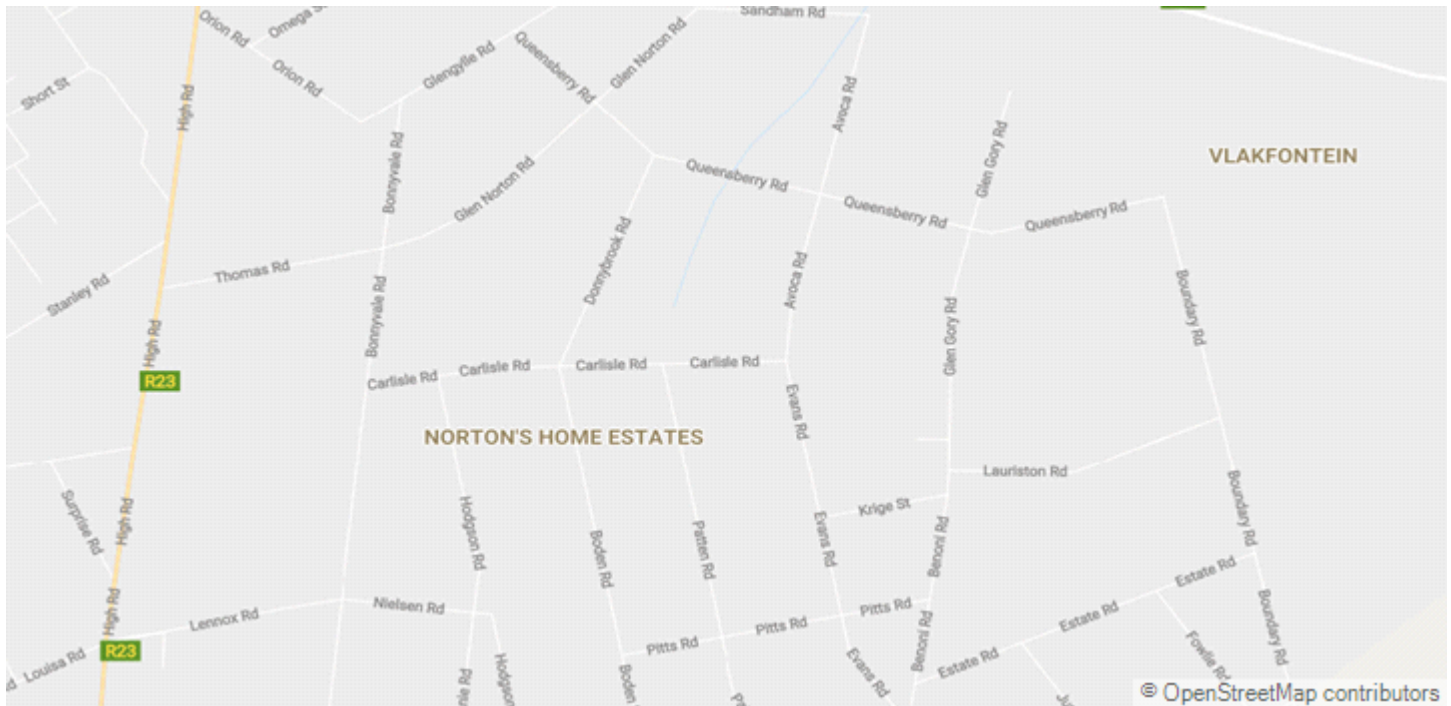 Sandham Rd
Orion Rd
Omega
Glen Norton Rd
Glengylle Rd
Queensberry Rd
Orion Rd
Short St
High Rd
Avoca Rd
Glen Gory Rd
VLAKFONTEIN
Bonnyvale Rd
Queensberry Rd
Glen Norton Rd
Queensberry Rd
Queensberry Rd
Donnybrook Rd
Thomas Rd
Avoca Rd
Stanley Rd
Bonnyvale Rd
Boundary Rd
High Rd
Glen Gory Rd
Carlisle Rd
Carlisle Rd
Carlisle Rd
Carlisle Rd
R23
Evans Rd
NORTON'S HOME ESTATES
Lauriston Rd
Surprise Rd
High Rd
Hodgson Rd
Krige St
Boundary Rd
Boden Rd
Patten Rd
Evans Rd
Benoni Rd
Estate Rd
High Rd
Lennox Rd
Nielsen Rd
Pitts Rd
Pitts Rd
Pitts Rd
Estate Rd
Boundary Rd
Benoni Rd
R23
Louisa Rd
Estate Rd
Fowlie Rd
Evans Rd
Hodgson
Boden
Rd
© OpenStreetMap contributors